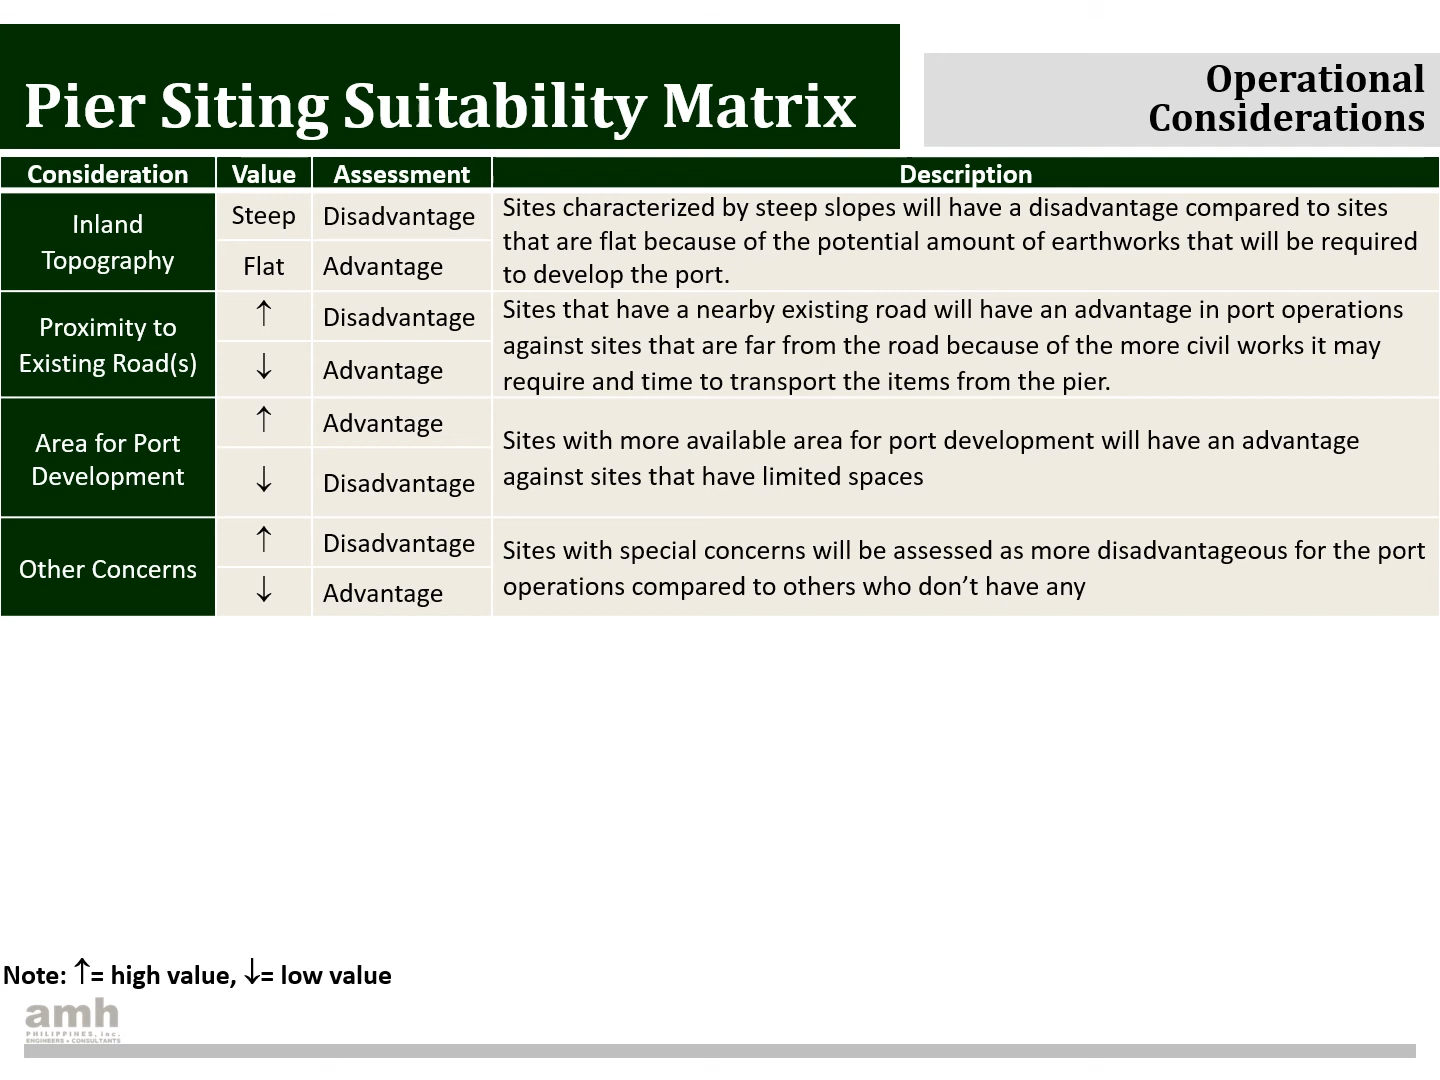 Pier Siting Suitability Matrix
Operational
Considerations
Consideration Value Assessment Description
Inland
Topography
Steep Disadvantage
Flat Advantage
Sites characterized by steep slopes will have a disadvantage compared to sites
that are flat because of the potential amount of earthworks that will be required
to develop the port.
Proximity to
Existing Road(s)
↑ Disadvantage
↓ Advantage
Sites that have a nearby existing road will have an advantage in port operations
against sites that are far from the road because of the more civil works it may
require and time to transport the items from the pier.
Area for Port
Development
↑ Advantage
↓ Disadvantage
Sites with more available area for port development will have an advantage
against sites that have limited spaces
Other Concerns
↑ Disadvantage
↓ Advantage
Sites with special concerns will be assessed as more disadvantageous for the port
operations compared to others who don’t have any
Note: ↑= high value, ↓= low value
amh
PHILIPPINES, inc.
ENGINEERS • CONSULTANTS